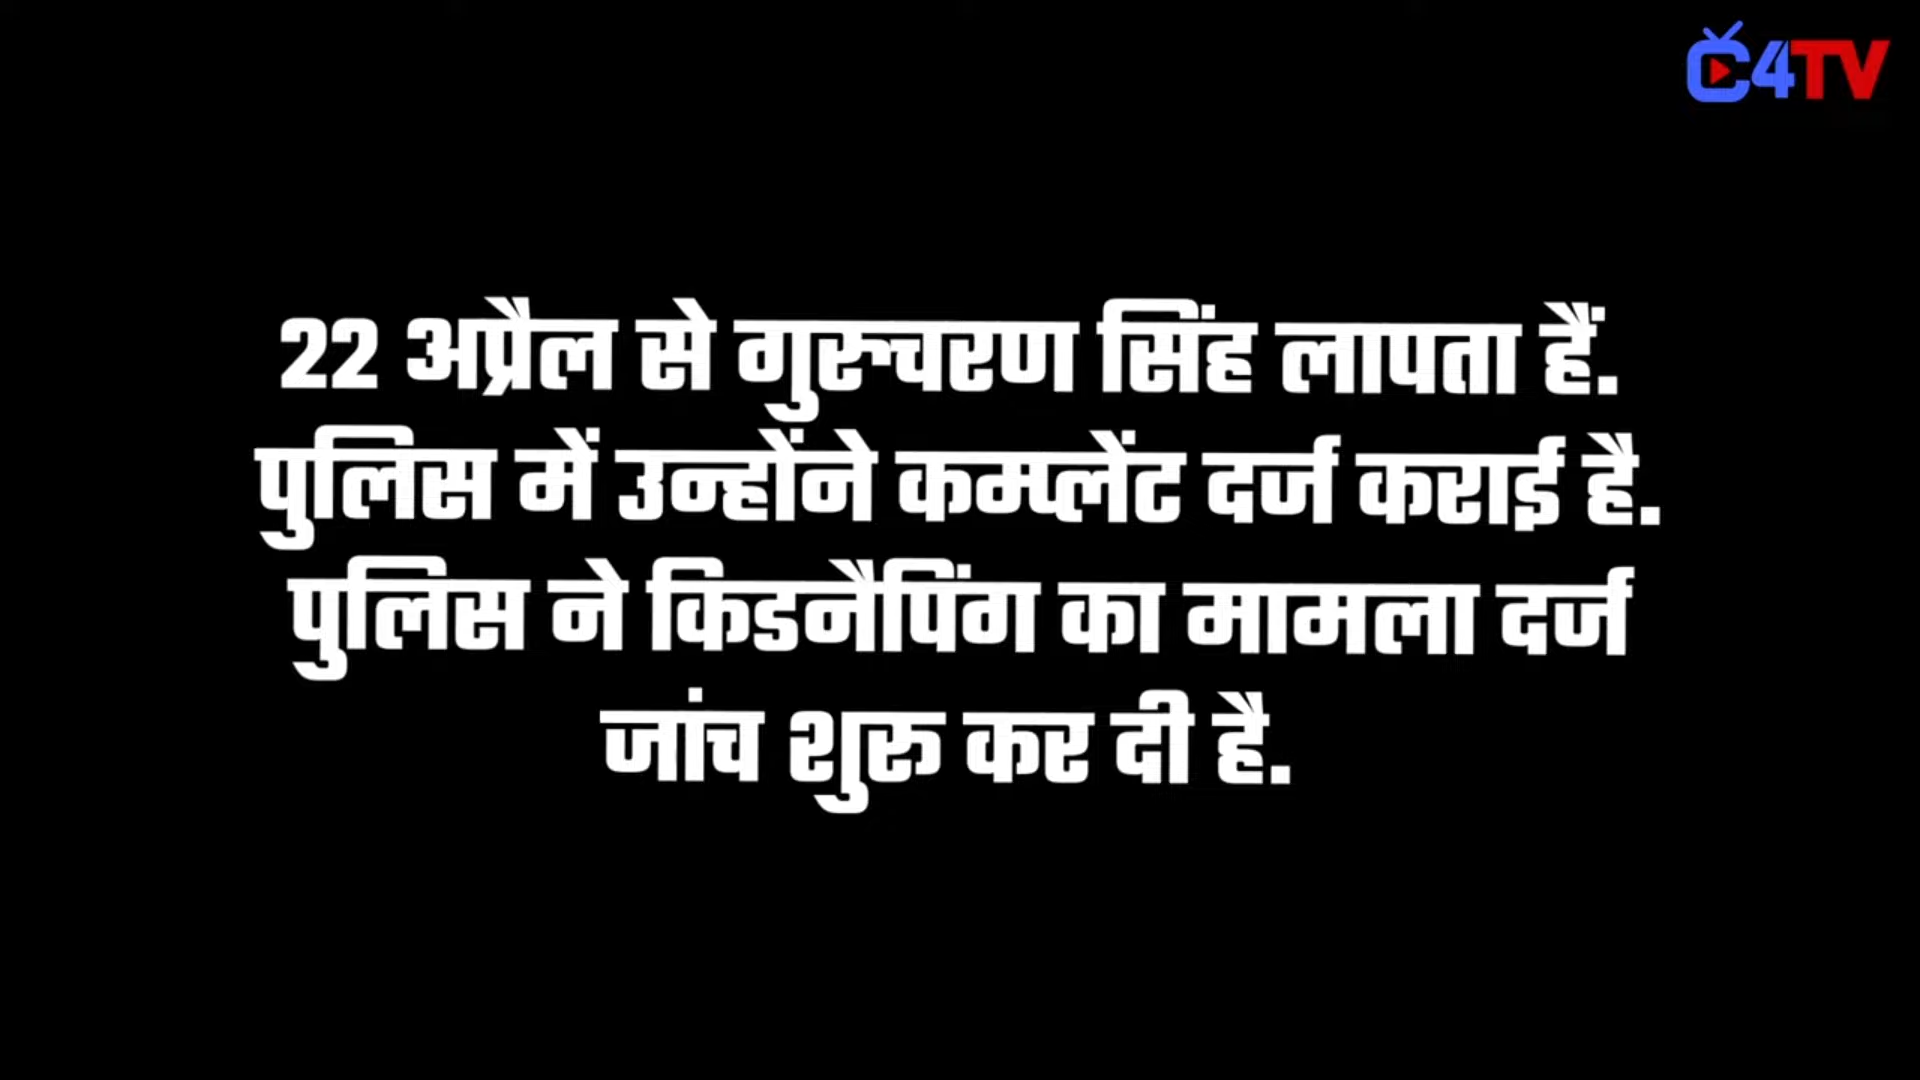 C4TV
22 अप्रैल से गुरुचरण सिंह लापता हैं.
पुलिस में उन्होंने कम्प्लेंट दर्ज कराई है.
पुलिस ने किडनैपिंग का मामला दर्ज
जांच शुरू कर दी है.